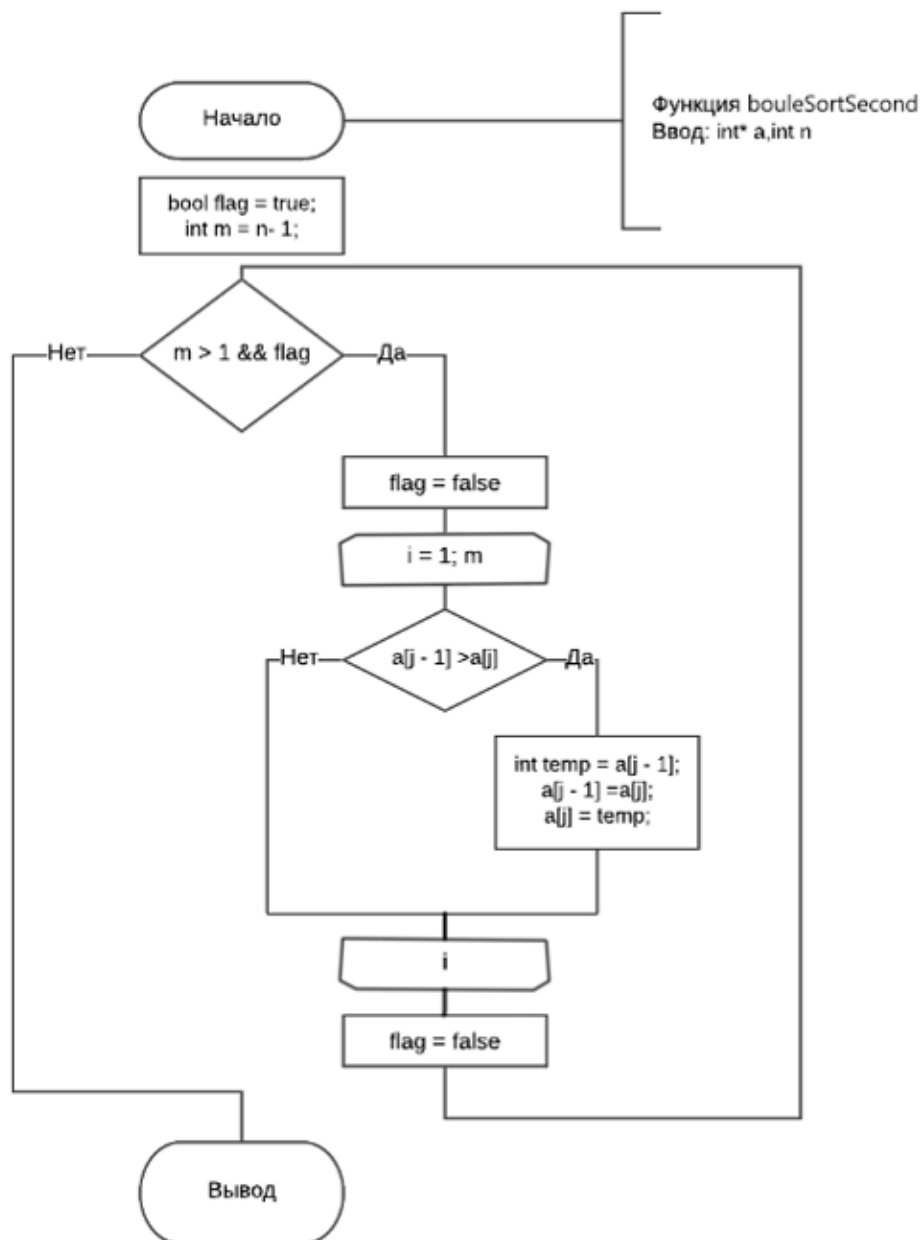 Начало
Функция bouleSortSecond
Ввод: int* a,int n
bool flag = true;
int m = n- 1;
Нет
m > 1 && flag
Да
flag = false
i = 1; m
Нет
a[j - 1] >a[j]
Да
int temp = a[j - 1];
a[j - 1] =a[j];
a[j] = temp;
i
flag = false
Вывод